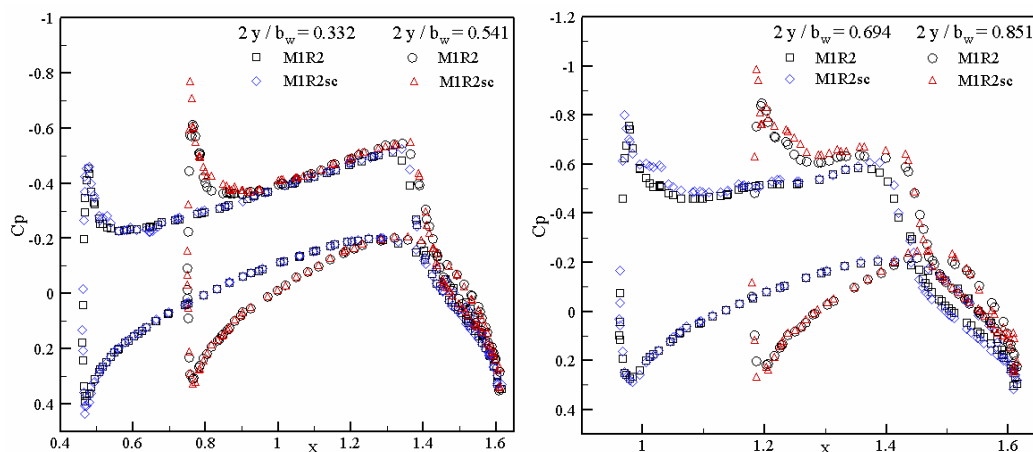 2 y / b_w = 0.332 2 y / b_w = 0.541
M1R2 M1R2
M1R2sc M1R2sc
-1
-0.8
-0.6
-0.4
-0.2
0
0.2
0.4
Cp
0.4 0.6 0.8 1 1.2 1.4 1.6
x
2 y / b_w = 0.694 2 y / b_w = 0.851
M1R2 M1R2
M1R2sc M1R2sc
-1.2
-1
-0.8
-0.6
-0.4
-0.2
0
0.2
0.4
Cp
1 1.2 1.4 1.6
x